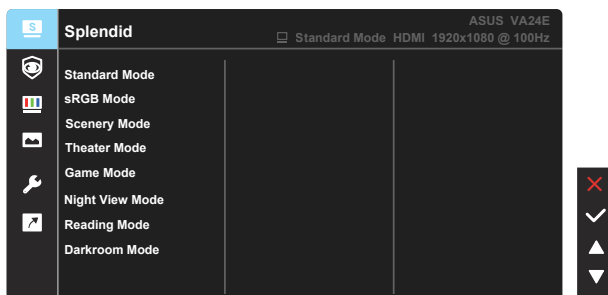 S
Splendid
ASUS VA24E
Standard Mode HDMI 1920x1080 @ 100Hz
Standard Mode
sRGB Mode
Scenery Mode
Theater Mode
Game Mode
Night View Mode
Reading Mode
Darkroom Mode